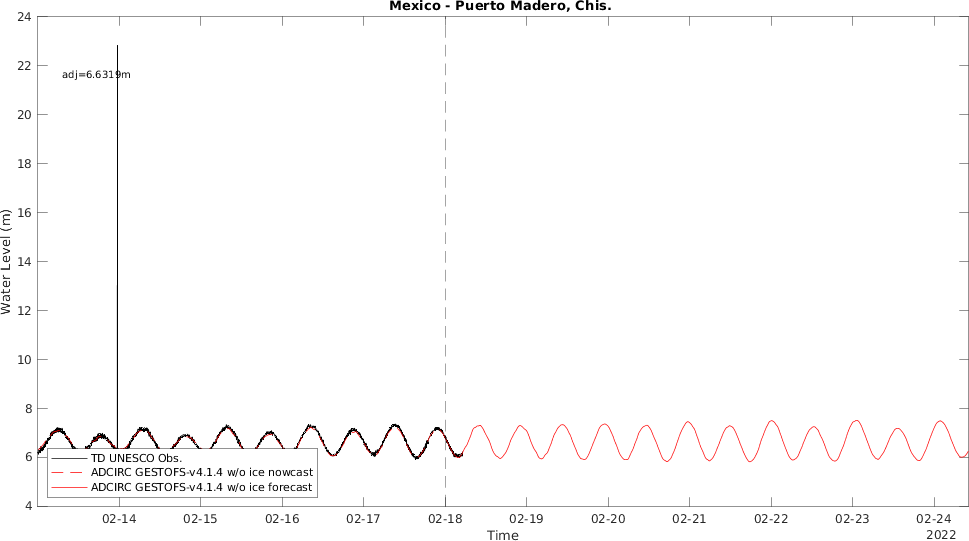 Mexico - Puerto Madero, Chis.
24
22
20
18
16
14
12
10
8
6
4
Water Level (m)
adj=6.6319m
TD UNESCO Obs.
ADCIRC GESTOFS-v4.1.4 w/o ice nowcast
ADCIRC GESTOFS-v4.1.4 w/o ice forecast
02-14 02-15 02-16 02-17 02-18 02-19 02-20 02-21 02-22 02-23 02-24
Time
2022